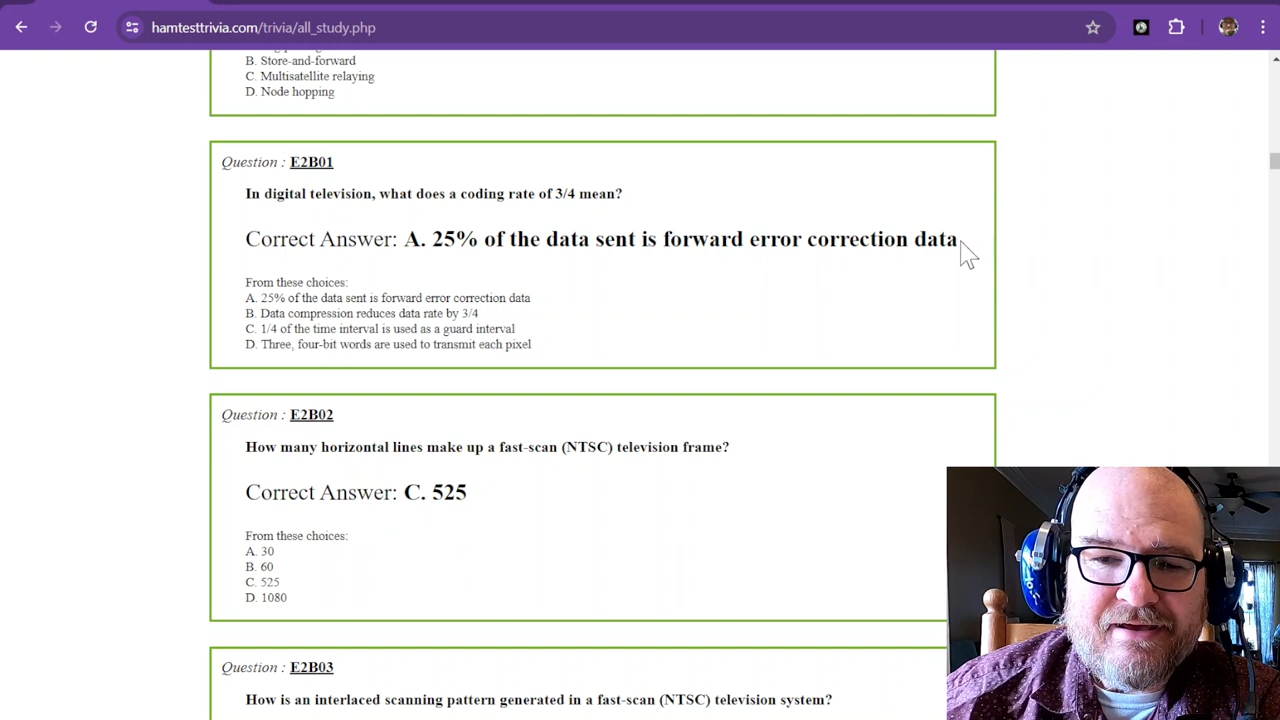 hamtesttrivia.com/trivia/all_study.php
B. Store-and-forward
C. Multisatellite relaying
D. Node hopping
Question : E2B01
In digital television, what does a coding rate of 3/4 mean?
Correct Answer: A. 25% of the data sent is forward error correction data
From these choices:
A. 25% of the data sent is forward error correction data
B. Data compression reduces data rate by 3/4
C. 1/4 of the time interval is used as a guard interval
D. Three, four-bit words are used to transmit each pixel
Question : E2B02
How many horizontal lines make up a fast-scan (NTSC) television frame?
Correct Answer: C. 525
From these choices:
A. 30
B. 60
C. 525
D. 1080
Question : E2B03
How is an interlaced scanning pattern generated in a fast-scan (NTSC) television system?